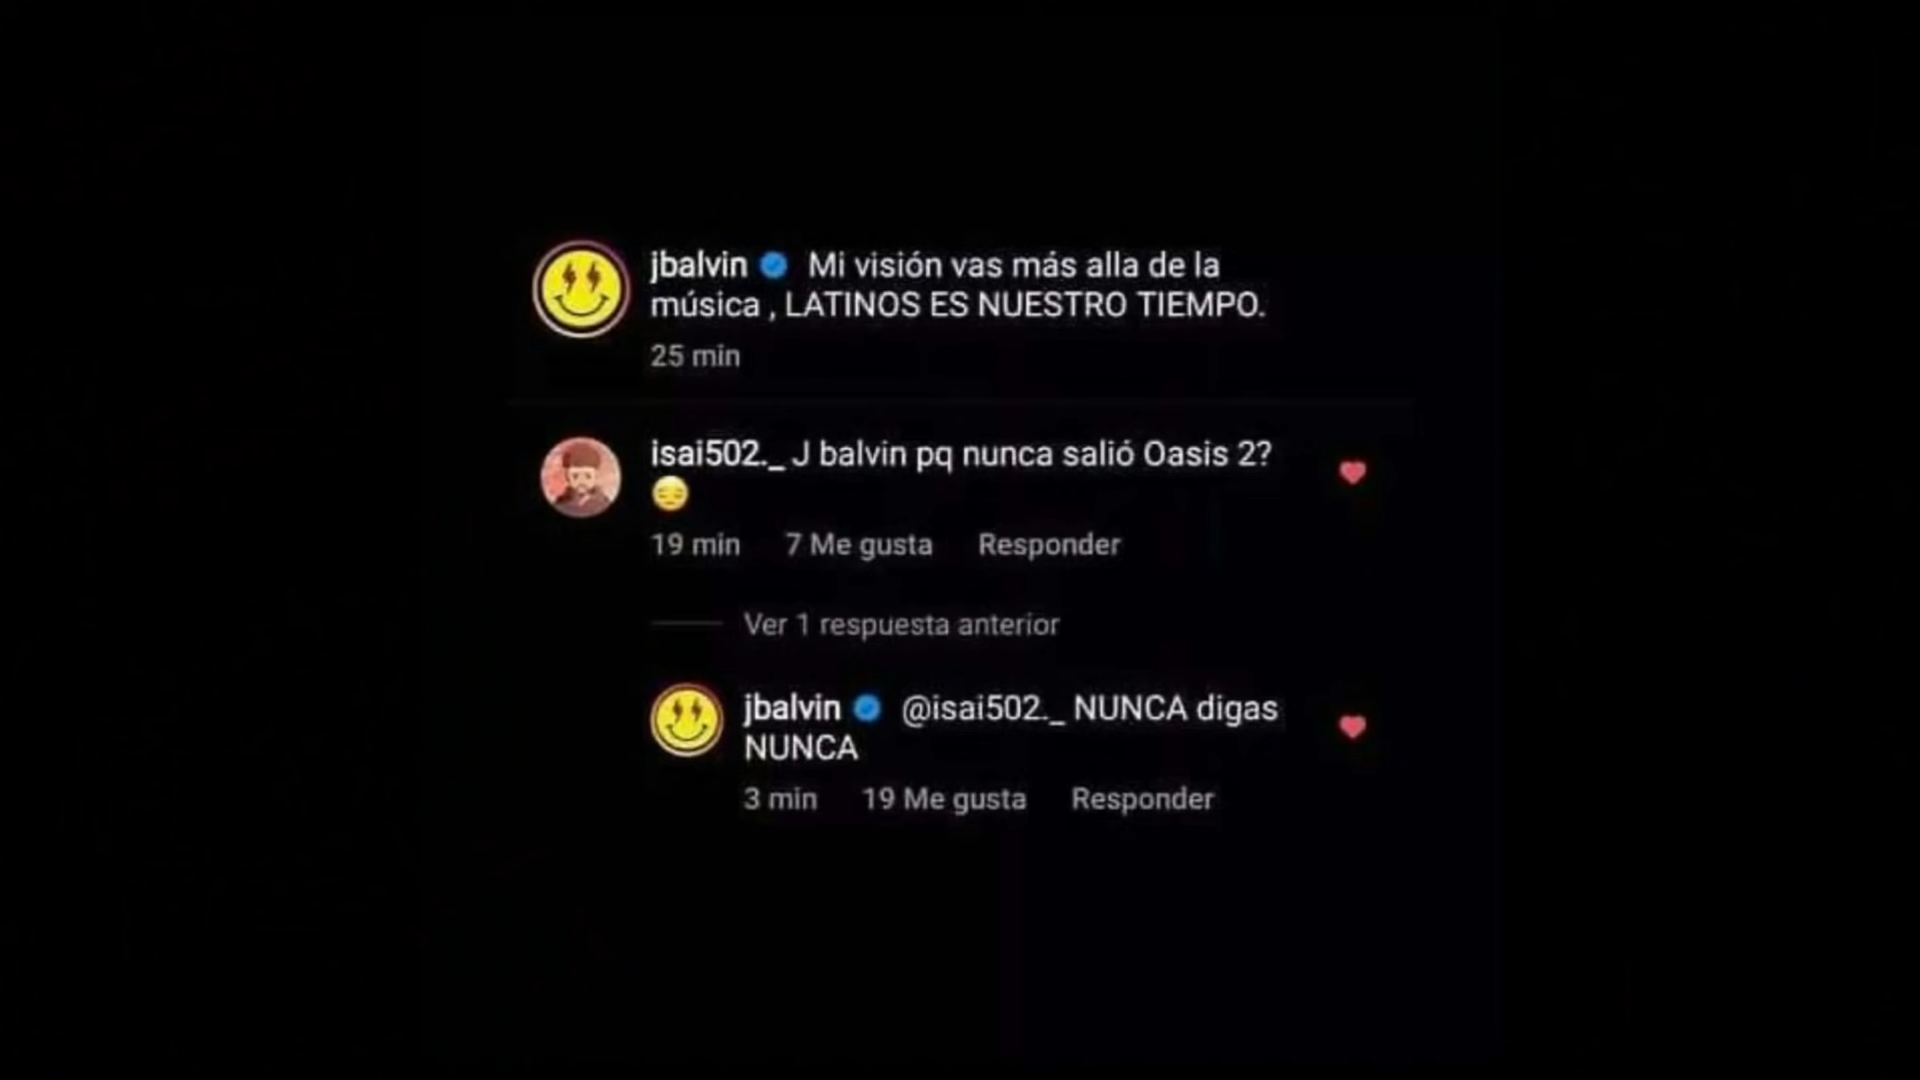 jbalvin Mi visión vas más alla de la
música , LATINOS ES NUESTRO TIEMPO.
25 min
isai502._ J balvin pq nunca salió Oasis 2?
😔
19 min 7 Me gusta Responder
Ver 1 respuesta anterior
jbalvin @isai502._ NUNCA digas
NUNCA
3 min 19 Me gusta Responder